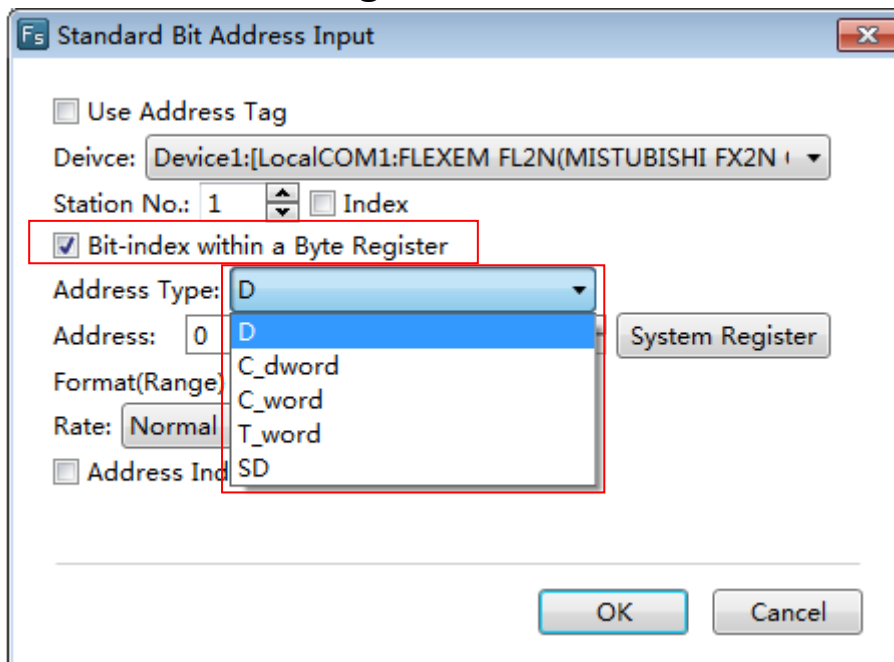 Fs Standard Bit Address Input
Use Address Tag
Deivce: Device1:[LocalCOM1:FLEXEM FL2N(MISTUBISHI FX2N
Station No.: 1 Index
Bit-index within a Byte Register
Address Type: D
Address: 0 D System Register
C_dword
Format(Range)
C_word
Rate: Normal
T_word
Address Ind
SD
OK Cancel